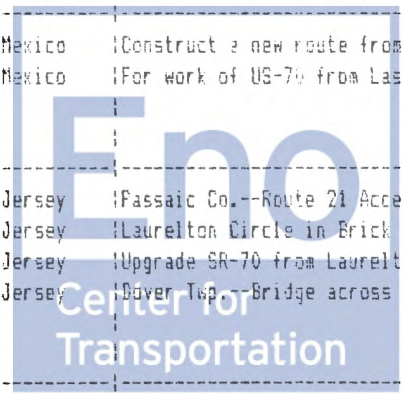 Mexico |Construct a new route from
Mexico |For work of US-70 from Las
Eno
Jersey |Passaic Co.--Route 21 Acce
Jersey |Laurelton Circle in Brick
Jersey |Upgrade SR-70 from Laurelt
Jersey |Dover Twp.--Bridge across
Center for
Transportation